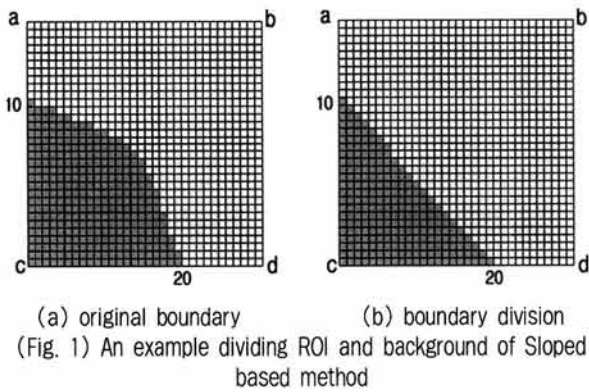 a b a b
10 10
c 20 d c 20 d
(a) original boundary (b) boundary division
(Fig. 1) An example dividing ROI and background of Sloped
based method